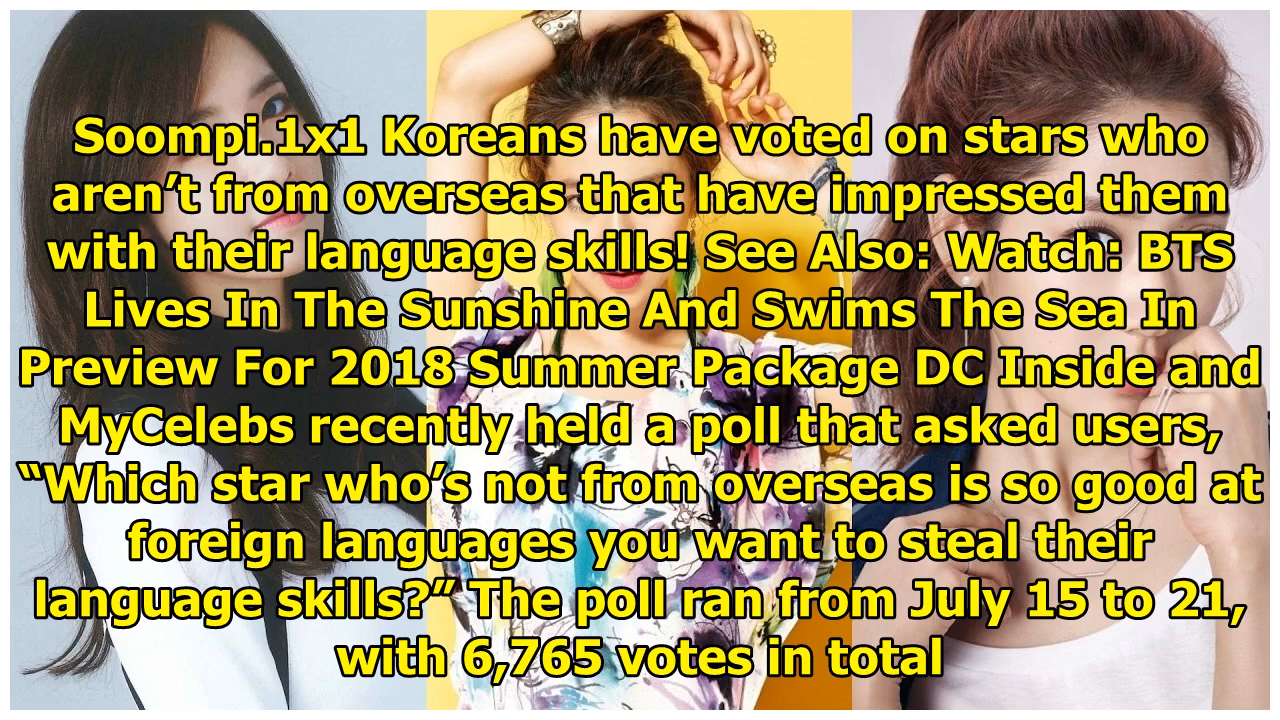 Soompi.1x1 Koreans have voted on stars who
aren’t from overseas that have impressed them
with their language skills! See Also: Watch: BTS
Lives In The Sunshine And Swims The Sea In
Preview For 2018 Summer Package DC Inside and
MyCelebs recently held a poll that asked users,
“Which star who’s not from overseas is so good at
foreign languages you want to steal their
language skills?” The poll ran from July 15 to 21,
with 6,765 votes in total